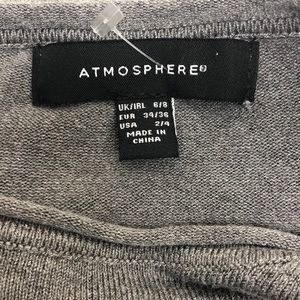 ATMOSPHERE
UK/IRL 6/8
EUR 34/36
USA 2/4
MADE IN
CHINA